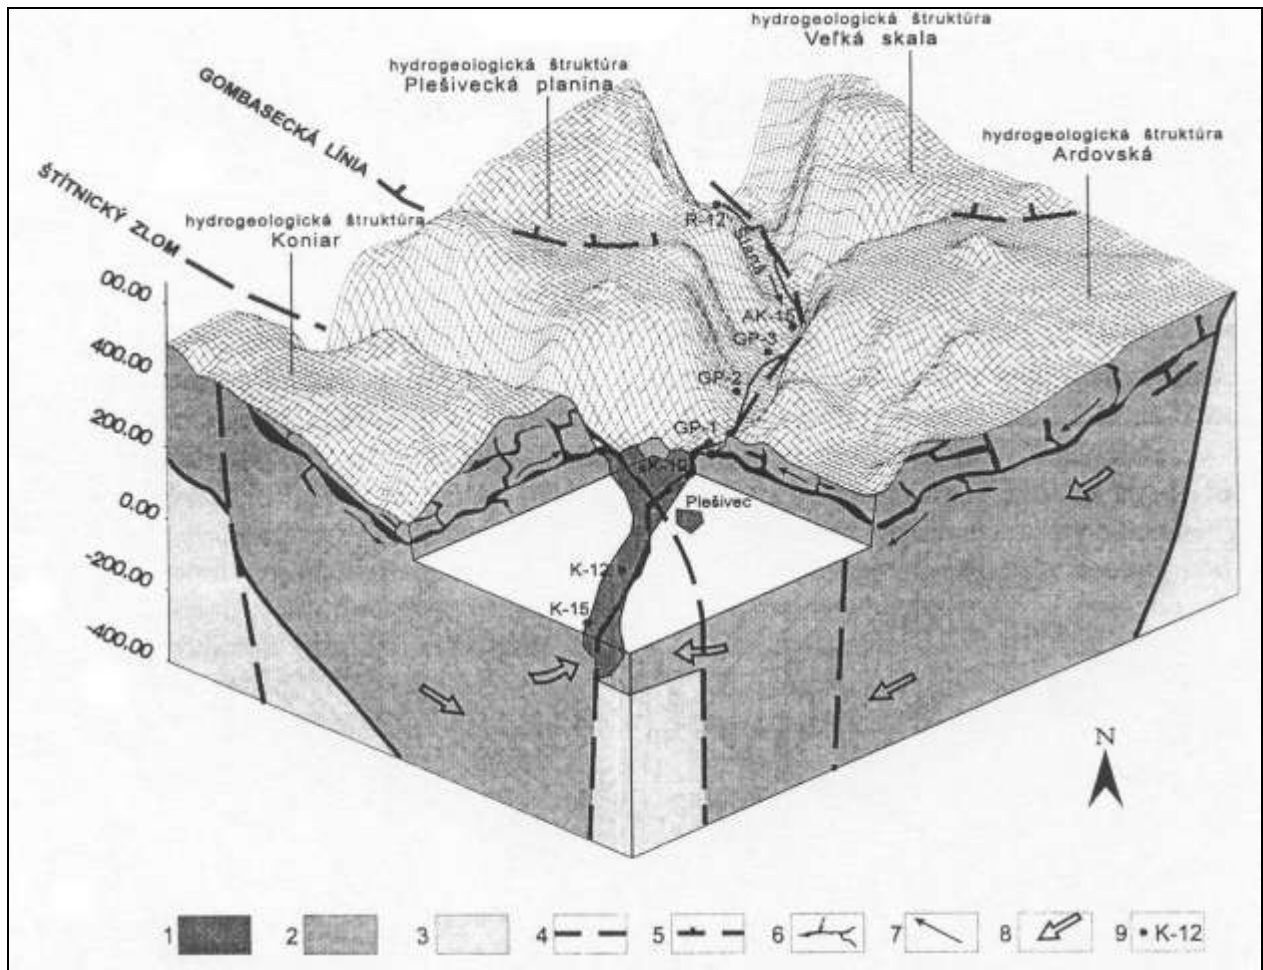 hydrogeologická štruktúra
Veľká skala
hydrogeologická štruktúra
Plešivecká planina
GOMBASECKÁ LÍNIA
hydrogeologická štruktúra
Ardovská
ŠTÍTNICKÝ ZLOM
hydrogeologická štruktúra
Koniar
R-12
Slaná
00.00
AK-15
GP-3
400.00
GP-2
200.00
GP-1
Plešivec
0.00
K-12
-200.00
K-15
-400.00
N
1
2
3
4
5
6
7
8
9 K-12